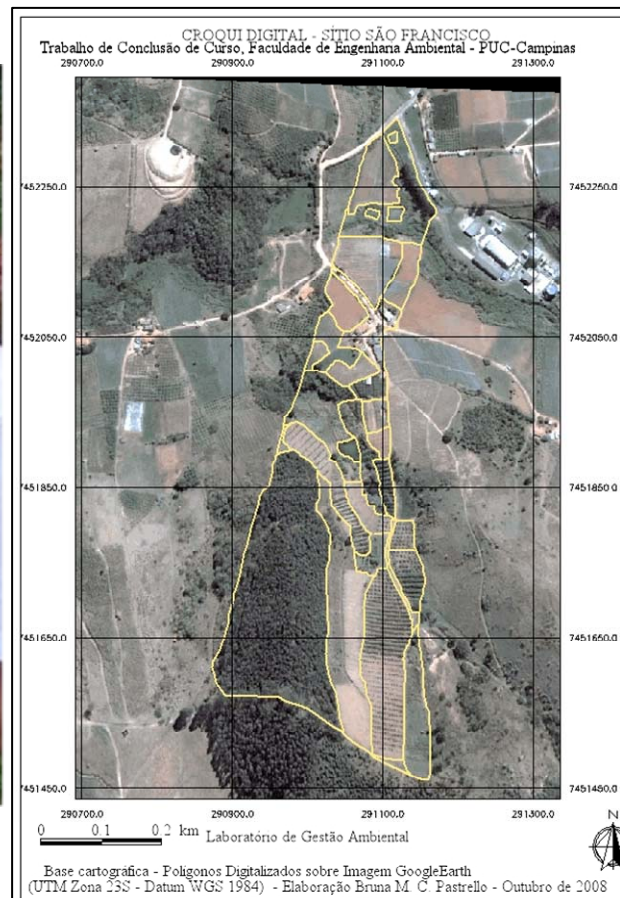 CROQUI DIGITAL - SÍTIO SÃO FRANCISCO
Trabalho de Conclusão de Curso, Faculdade de Engenharia Ambiental - PUC-Campinas
290700.0 290900.0 291100.0 291300.0
7452250.0 7452250.0
7452050.0 7452050.0
7451850.0 7451850.0
7451650.0 7451650.0
7451450.0 7451450.0
290700.0 290900.0 291100.0 291300.0
N
0 0.1 0.2 km
Laboratório de Gestão Ambiental
Base cartográfica - Polígonos Digitalizados sobre Imagem GoogleEarth
(UTM Zona 23S - Datum WGS 1984) - Elaboração Bruna M. C. Pastrello - Outubro de 2008